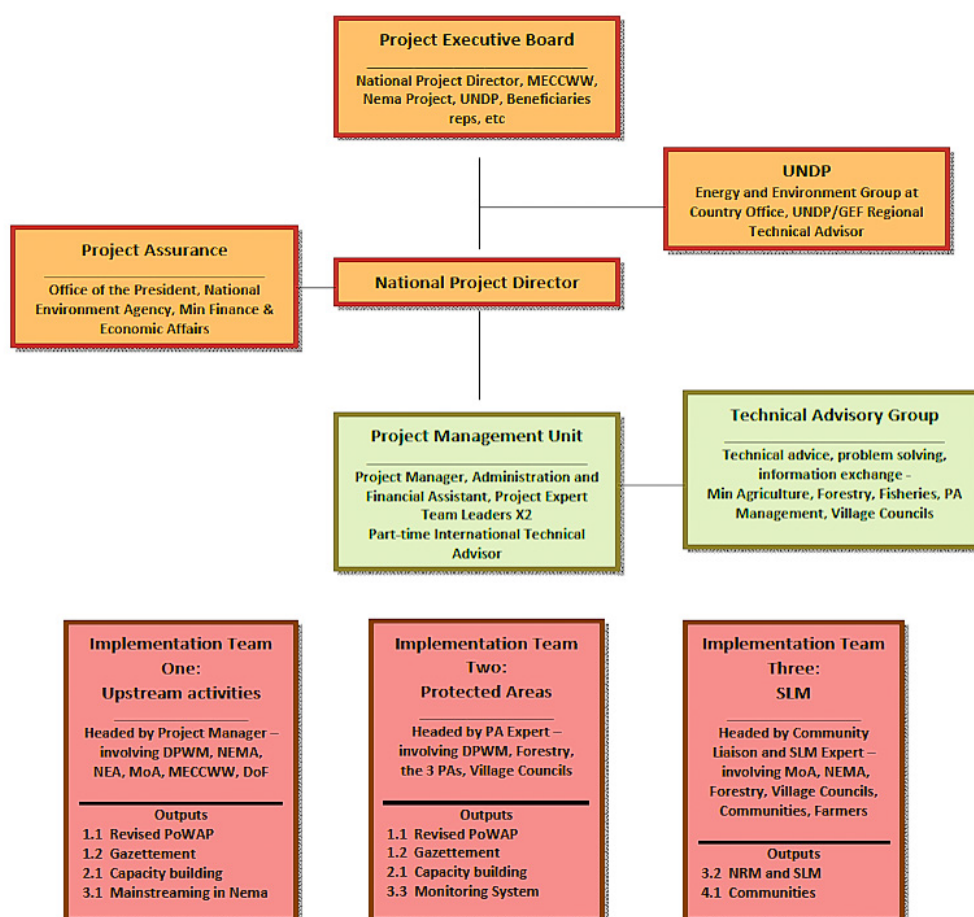 Project Executive Board
National Project Director, MECCWW,
Nema Project, UNDP, Beneficiaries
reps, etc
UNDP
Energy and Environment Group at
Country Office, UNDP/GEF Regional
Technical Advisor
Project Assurance
Office of the President, National
Environment Agency, Min Finance &
Economic Affairs
National Project Director
Project Management Unit
Project Manager, Administration and
Financial Assistant, Project Expert
Team Leaders X2
Part-time International Technical
Advisor
Technical Advisory Group
Technical advice, problem solving,
information exchange -
Min Agriculture, Forestry, Fisheries, PA
Management, Village Councils
Implementation Team
One:
Upstream activities
Headed by Project Manager –
involving DPWM, NEMA,
NEA, MoA, MECCWW, DoF
Outputs
1.1 Revised PoWAP
1.2 Gazettement
2.1 Capacity building
3.1 Mainstreaming in Nema
Implementation Team
Two:
Protected Areas
Headed by PA Expert –
involving DPWM, Forestry,
the 3 PAs, Village Councils
Outputs
1.1 Revised PoWAP
1.2 Gazettement
2.1 Capacity building
3.3 Monitoring System
Implementation Team
Three:
SLM
Headed by Community
Liaison and SLM Expert –
involving MoA, NEMA,
Forestry, Village Councils,
Communities, Farmers
Outputs
3.2 NRM and SLM
4.1 Communities